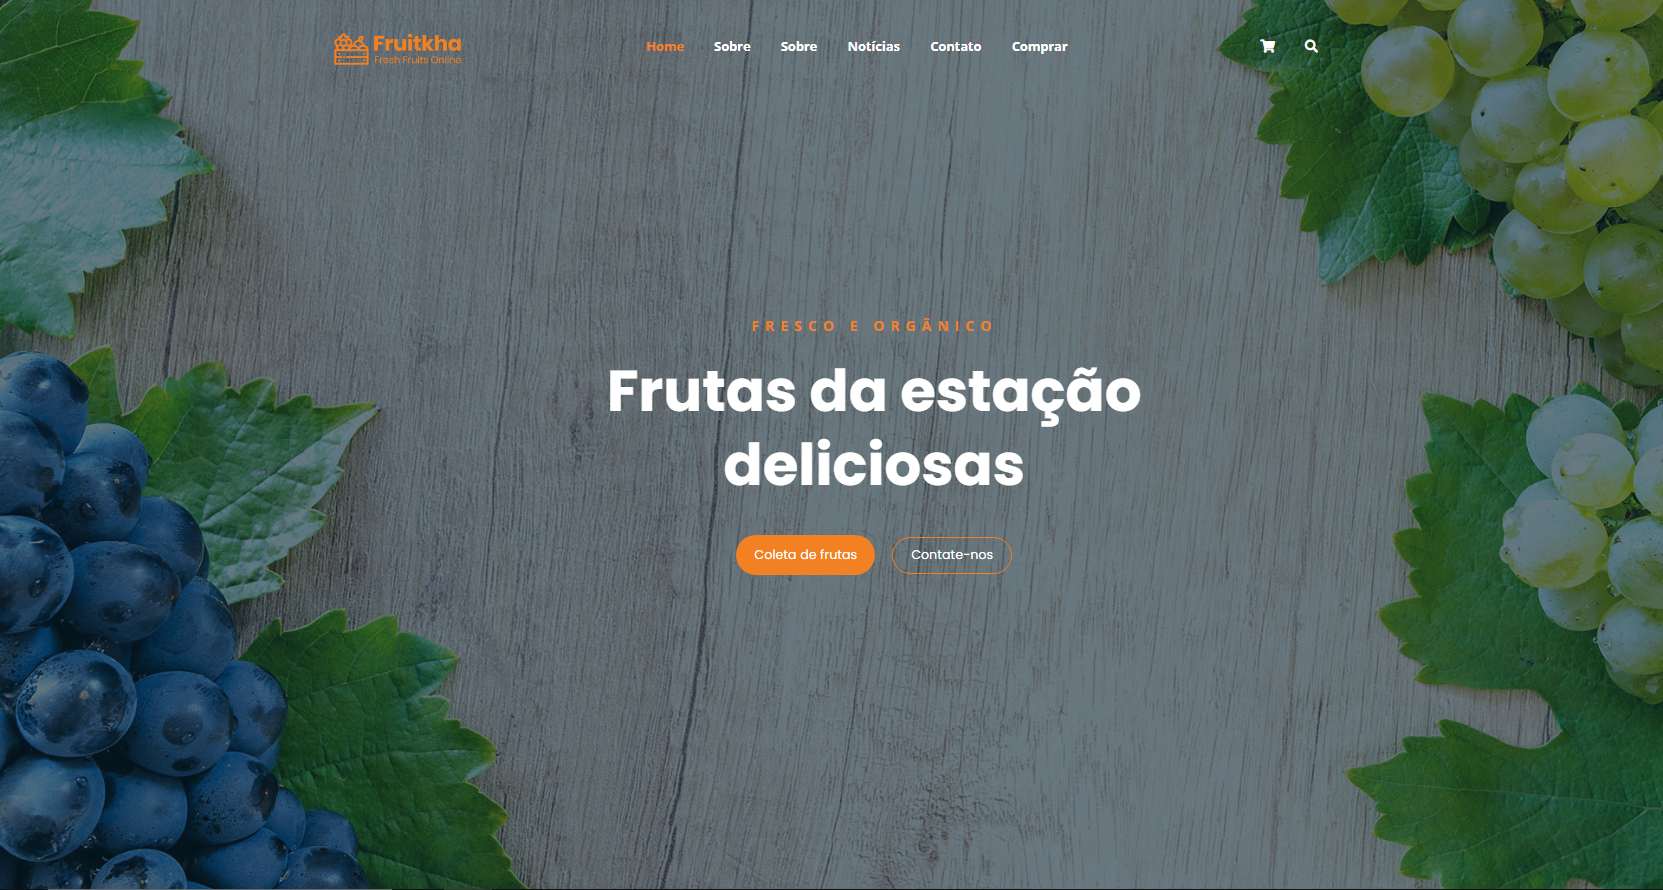 Fruitkha
Fresh Fruits Online
Home Sobre Sobre Notícias Contato Comprar
FRESCO E ORGÂNICO
Frutas da estação
deliciosas
Coleta de frutas Contate-nos